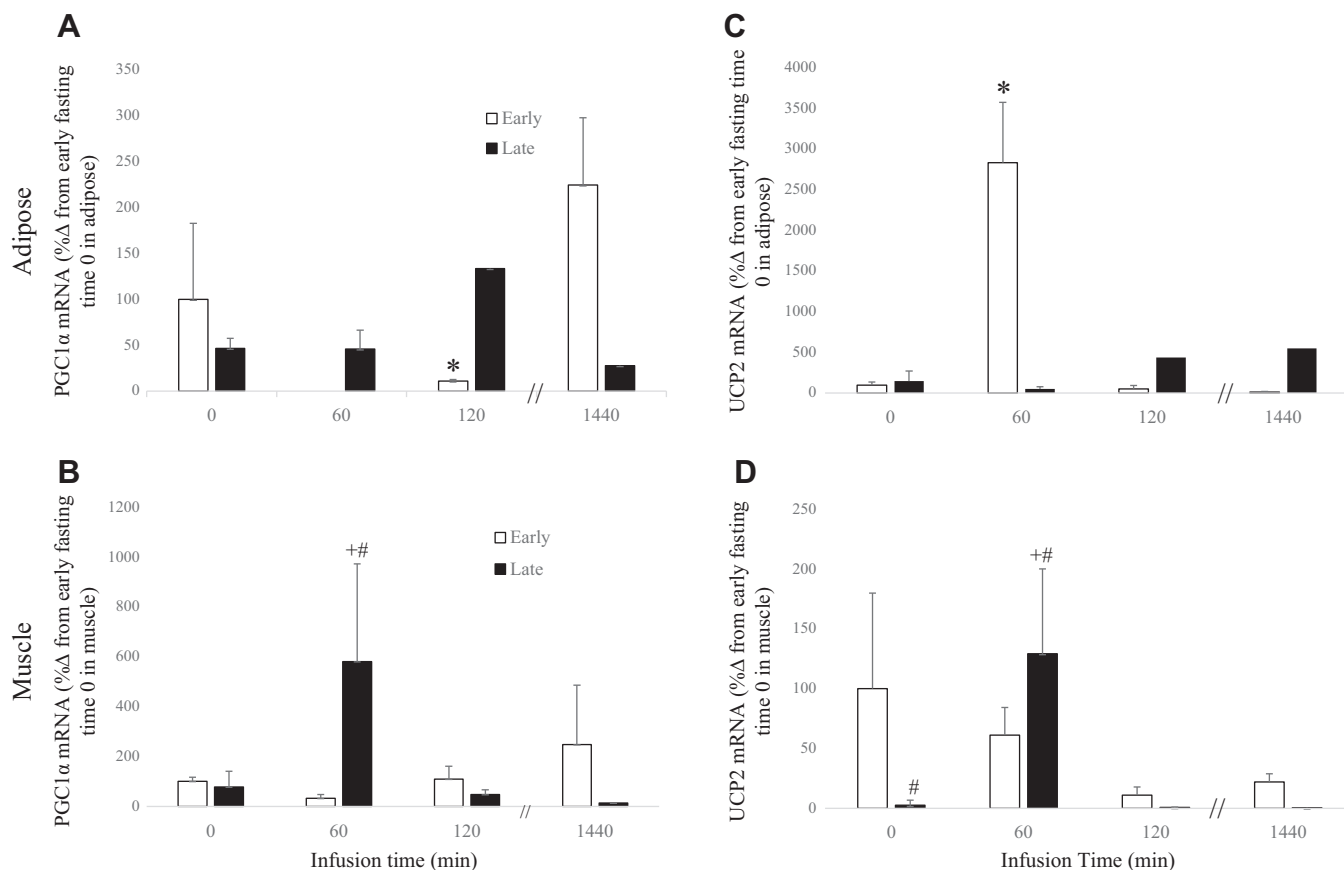 A
Adipose
PGC1α mRNA (%Δ from early fasting
time 0 in adipose)
350
300
250
200
150
100
50
0
Early
Late
*
0
60
120
//
1440
C
UCP2 mRNA (%Δ from early fasting time
0 in adipose)
4000
3500
3000
2500
2000
1500
1000
500
0
*
0
60
120
//
1440
B
Muscle
PGC1α mRNA (%Δ from early fasting
time 0 in muscle)
1200
1000
800
600
400
200
0
Early
Late
+#
0
60
120
//
1440
Infusion time (min)
D
UCP2 mRNA (%Δ from early fasting
time 0 in muscle)
250
200
150
100
50
0
#
+#
0
60
120
//
1440
Infusion Time (min)